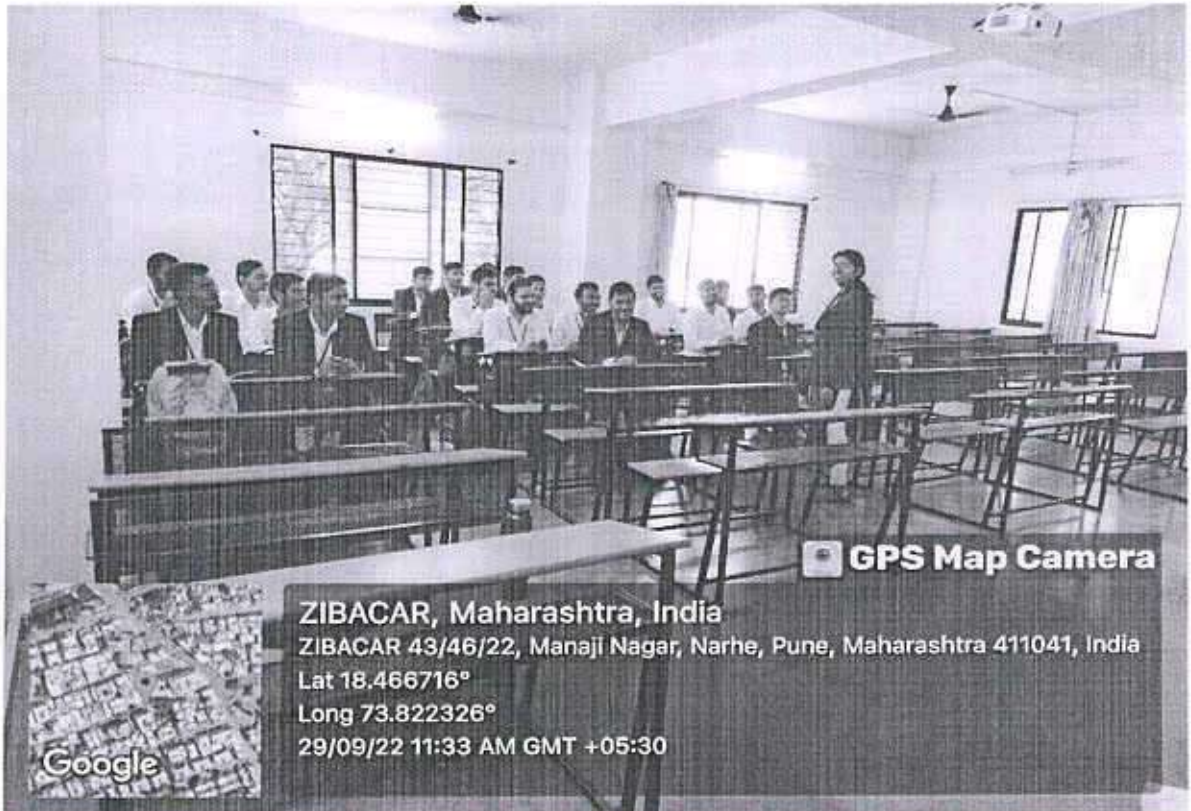 GPS Map Camera
ZIBACAR, Maharashtra, India
ZIBACAR 43/46/22, Manaji Nagar, Narhe, Pune, Maharashtra 411041, India
Lat 18.466716°
Long 73.822326°
29/09/22 11:33 AM GMT +05:30
Google